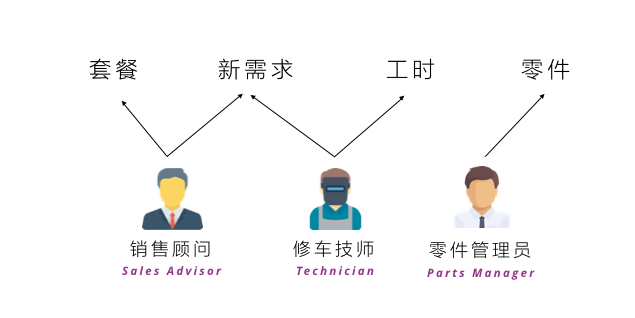 套餐
新需求
工时
零件
销售顾问
Sales Advisor
修车技师
Technician
零件管理员
Parts Manager